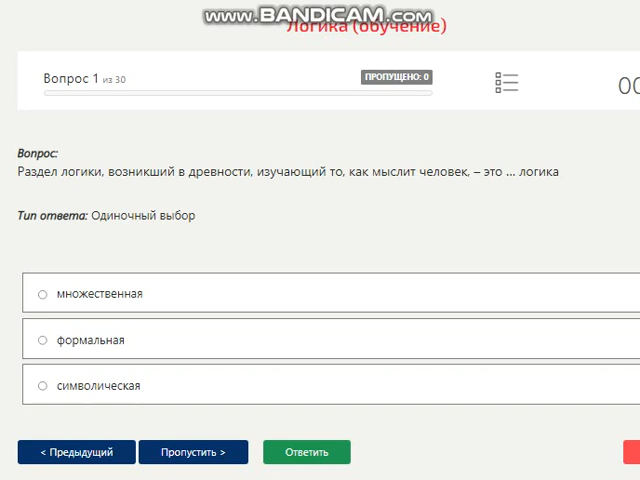 www.BANDICAM.com
Логика (обучение)
Вопрос 1 из 30
ПРОПУЩЕНО: 0
00
Вопрос:
Раздел логики, возникший в древности, изучающий то, как мыслит человек, – это ... логика
Тип ответа: Одиночный выбор
множественная
формальная
символическая
< Предыдущий
Пропустить >
Ответить